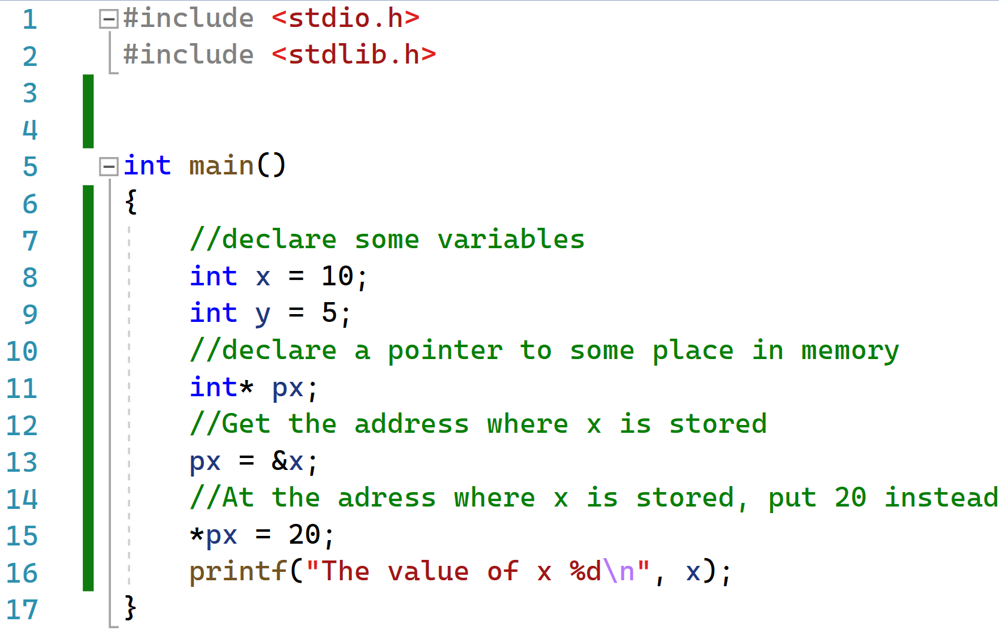 1 #include <stdio.h>
2 #include <stdlib.h>
3
4
5 int main()
6 {
7 //declare some variables
8 int x = 10;
9 int y = 5;
10 //declare a pointer to some place in memory
11 int* px;
12 //Get the address where x is stored
13 px = &x;
14 //At the adress where x is stored, put 20 instead
15 *px = 20;
16 printf("The value of x %d\n", x);
17 }